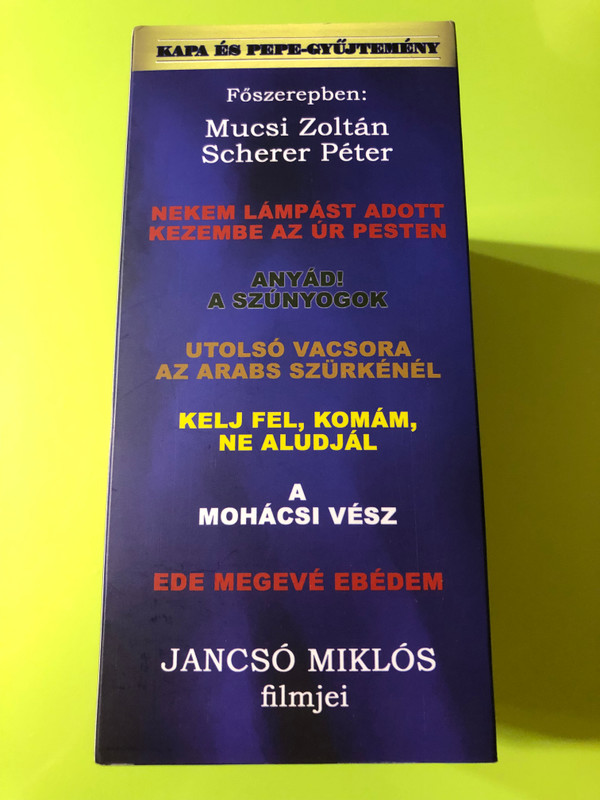 KAPA ÉS PEPE-GYŰJTEMÉNY
Főszerepben:
Mucsi Zoltán
Scherer Péter
NEKEM LÁMPÁST ADOTT
KEZEMBE AZ ÚR PESTEN
ANYÁD!
A SZÚNYOGOK
UTOLSÓ VACSORA
AZ ARABS SZÜRKÉNÉL
KELJ FEL, KOMÁM,
NE ALUDJÁL
A
MOHÁCSI VÉSZ
EDE MEGEVÉ EBÉDEM
JANCSÓ MIKLÓS
filmjei